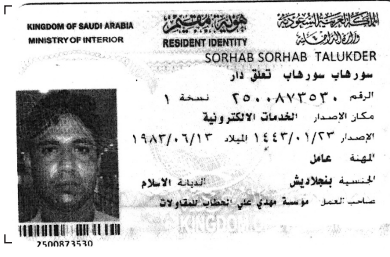 KINGDOM OF SAUDI ARABIA
المملكة العربية السعودية
هوية مقيم
MINISTRY OF INTERIOR
وزارة الداخلية
RESIDENT IDENTITY
SORHAB SORHAB TALUKDER
سورهاب سورهاب تعلق دار
الرقم ٢٥٠٠٨٧٣٥٣٠ نسخة ١
مكان الإصدار الخدمات الالكترونية
الإصدار ١٤٤٣/٠١/٢٣ الميلاد ١٩٨٣/٠٦/١٣
المهنة عامل
الجنسية بنجلاديش الديانة الاسلام
صاحب العمل مؤسسة مهدي علي الحطاب للمقاولات
2500873530